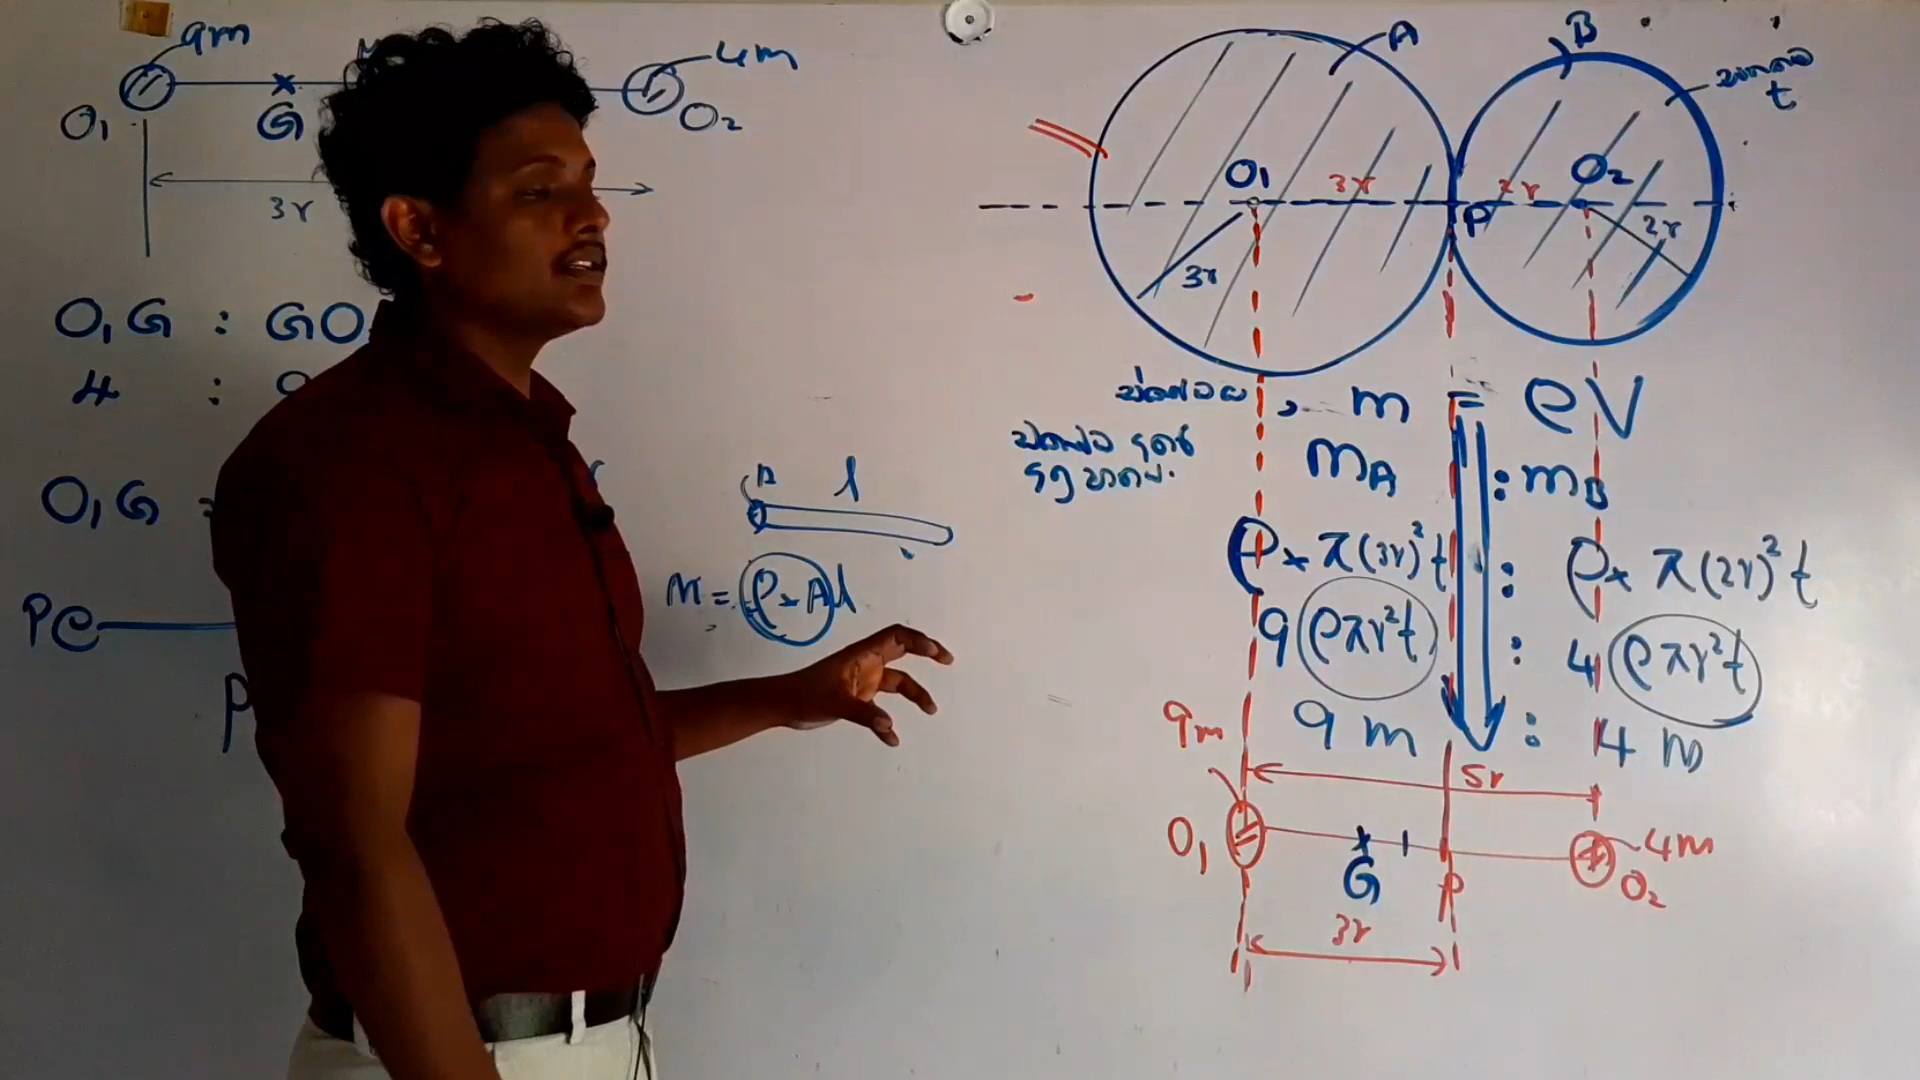 9m
4m
O₁
G
O₂
3r
O₁G : GO
4 : 9
O₁G =
P
P
A l
M = ρ × Al
A
B
t
O₁
3r
P
2r
O₂
3r
2r
, m = ρV
mA : mB
ρ × π(3r)²t : ρ × π(2r)²t
9(ρπr²t) : 4(ρπr²t)
9m : 4m
9m
5r
O₁
G
P
4m
O₂
3r